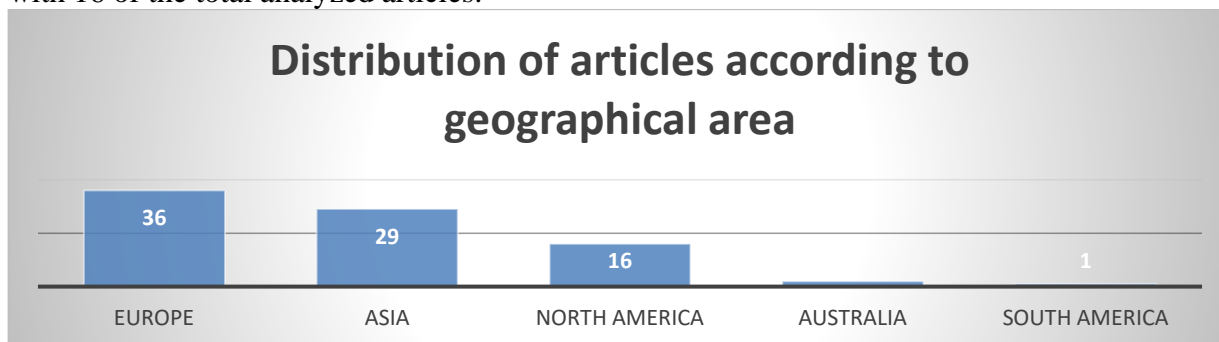 Distribution of articles according to
geographical area
36
29
16
1
EUROPE ASIA NORTH AMERICA AUSTRALIA SOUTH AMERICA